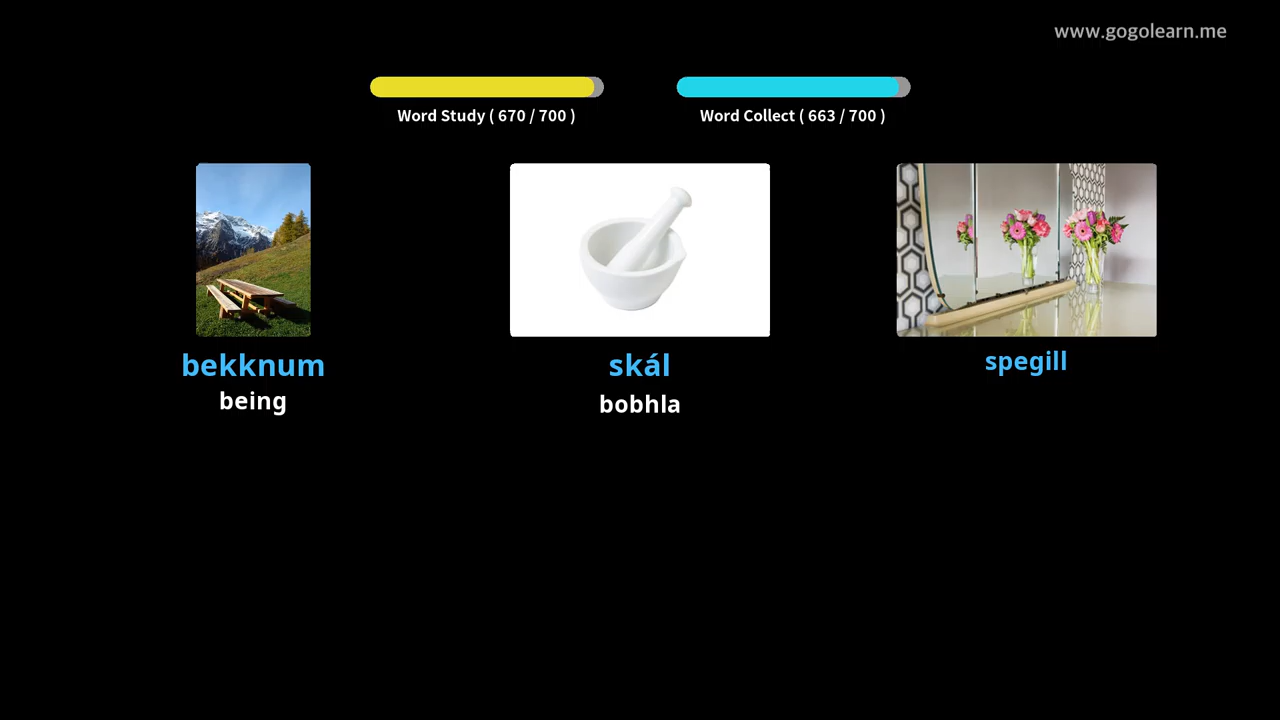 www.gogolearn.me
Word Study ( 670 / 700 )
Word Collect ( 663 / 700 )
bekknum
being
skál
bobhla
spegill